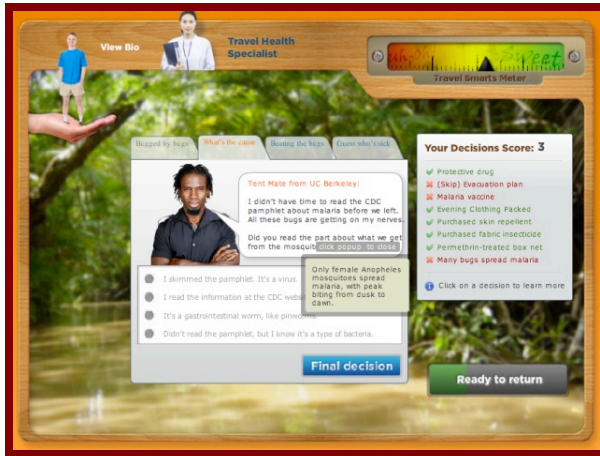 View Bio
Travel Health
Specialist
uh-oh
Sweet
Travel Smarts Meter
Bugged by bugs
What's the cause
Beating the bugs
Guess who's sick
Tent Mate from UC Berkeley:
I didn't have time to read the CDC
pamphlet about malaria before we left.
All these bugs are getting on my nerves.
Did you read the part about what we get
from the mosquit
click popup to close
Only female Anopheles
mosquitoes spread
malaria, with peak
biting from dusk to
dawn.
I skimmed the pamphlet. It's a virus.
I read the information at the CDC websi
It's a gastrointestinal worm, like pinworms.
Didn't read the pamphlet, but I know it's a type of bacteria.
Final decision
Your Decisions Score: 3
Protective drug
(Skip) Evacuation plan
Malaria vaccine
Evening Clothing Packed
Purchased skin repellent
Purchased fabric insecticide
Permethrin-treated box net
Many bugs spread malaria
Click on a decision to learn more
Ready to return